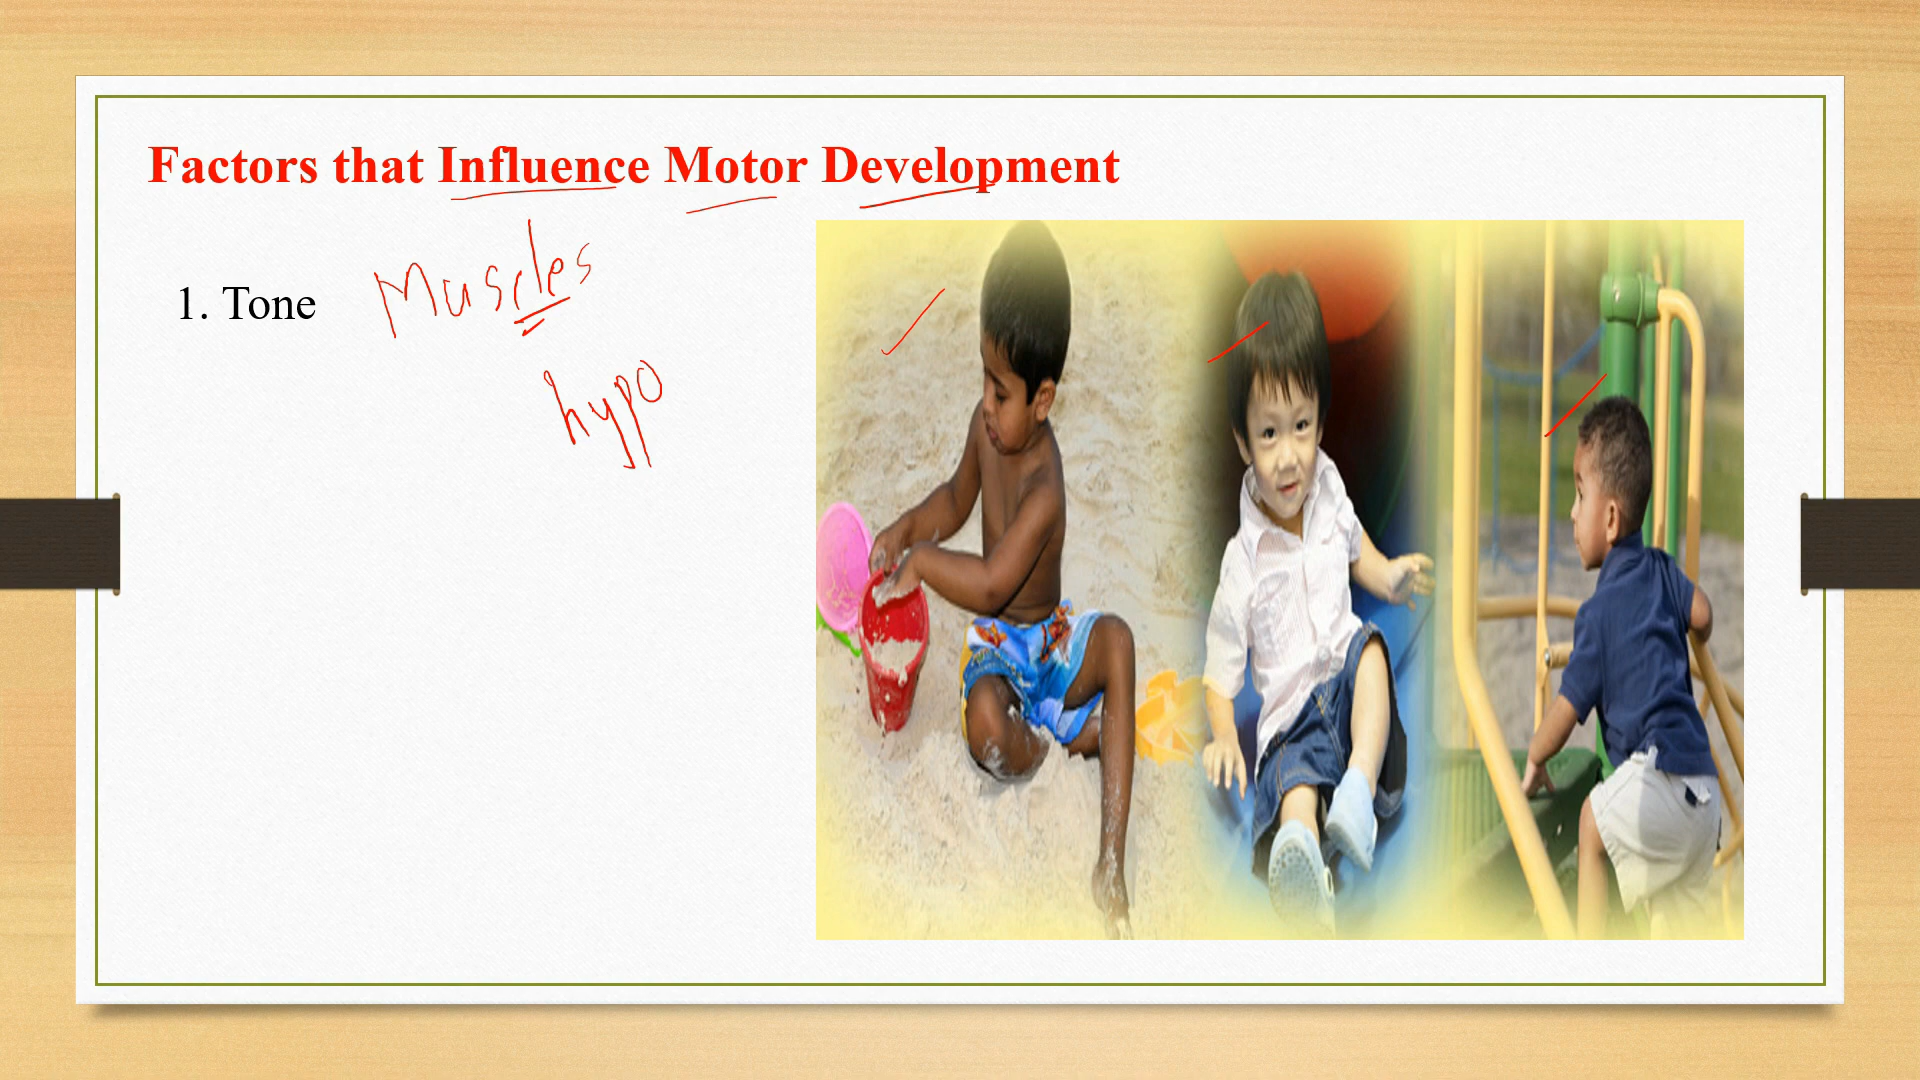 Factors that Influence Motor Development
1. Tone
Muscles
hypo